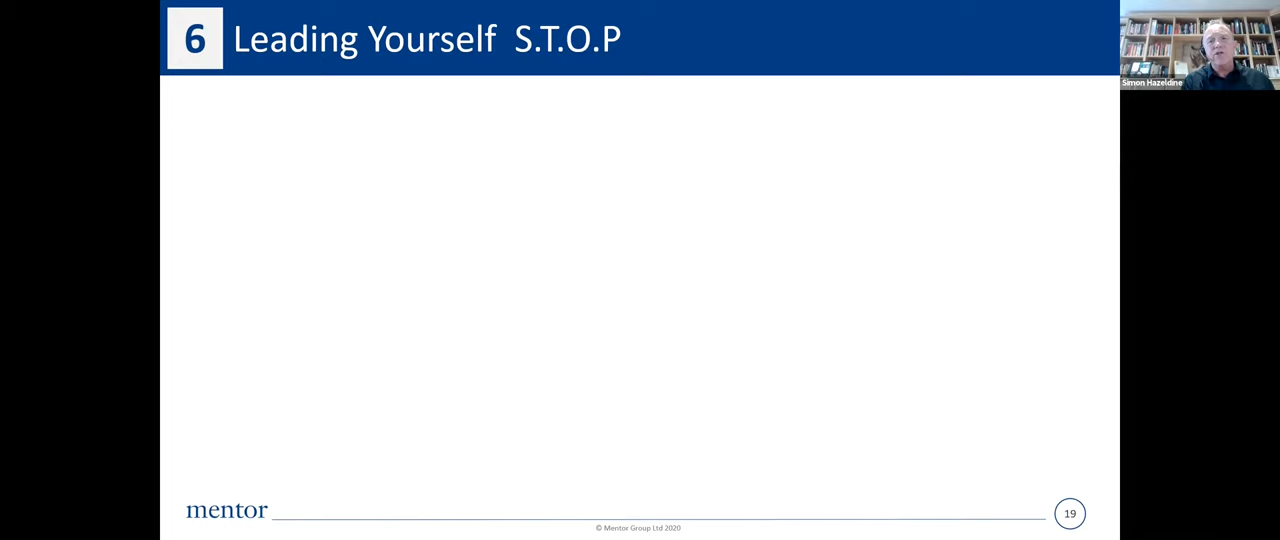 6 Leading Yourself S.T.O.P
Simon Hazeldine
mentor
19
© Mentor Group Ltd 2020